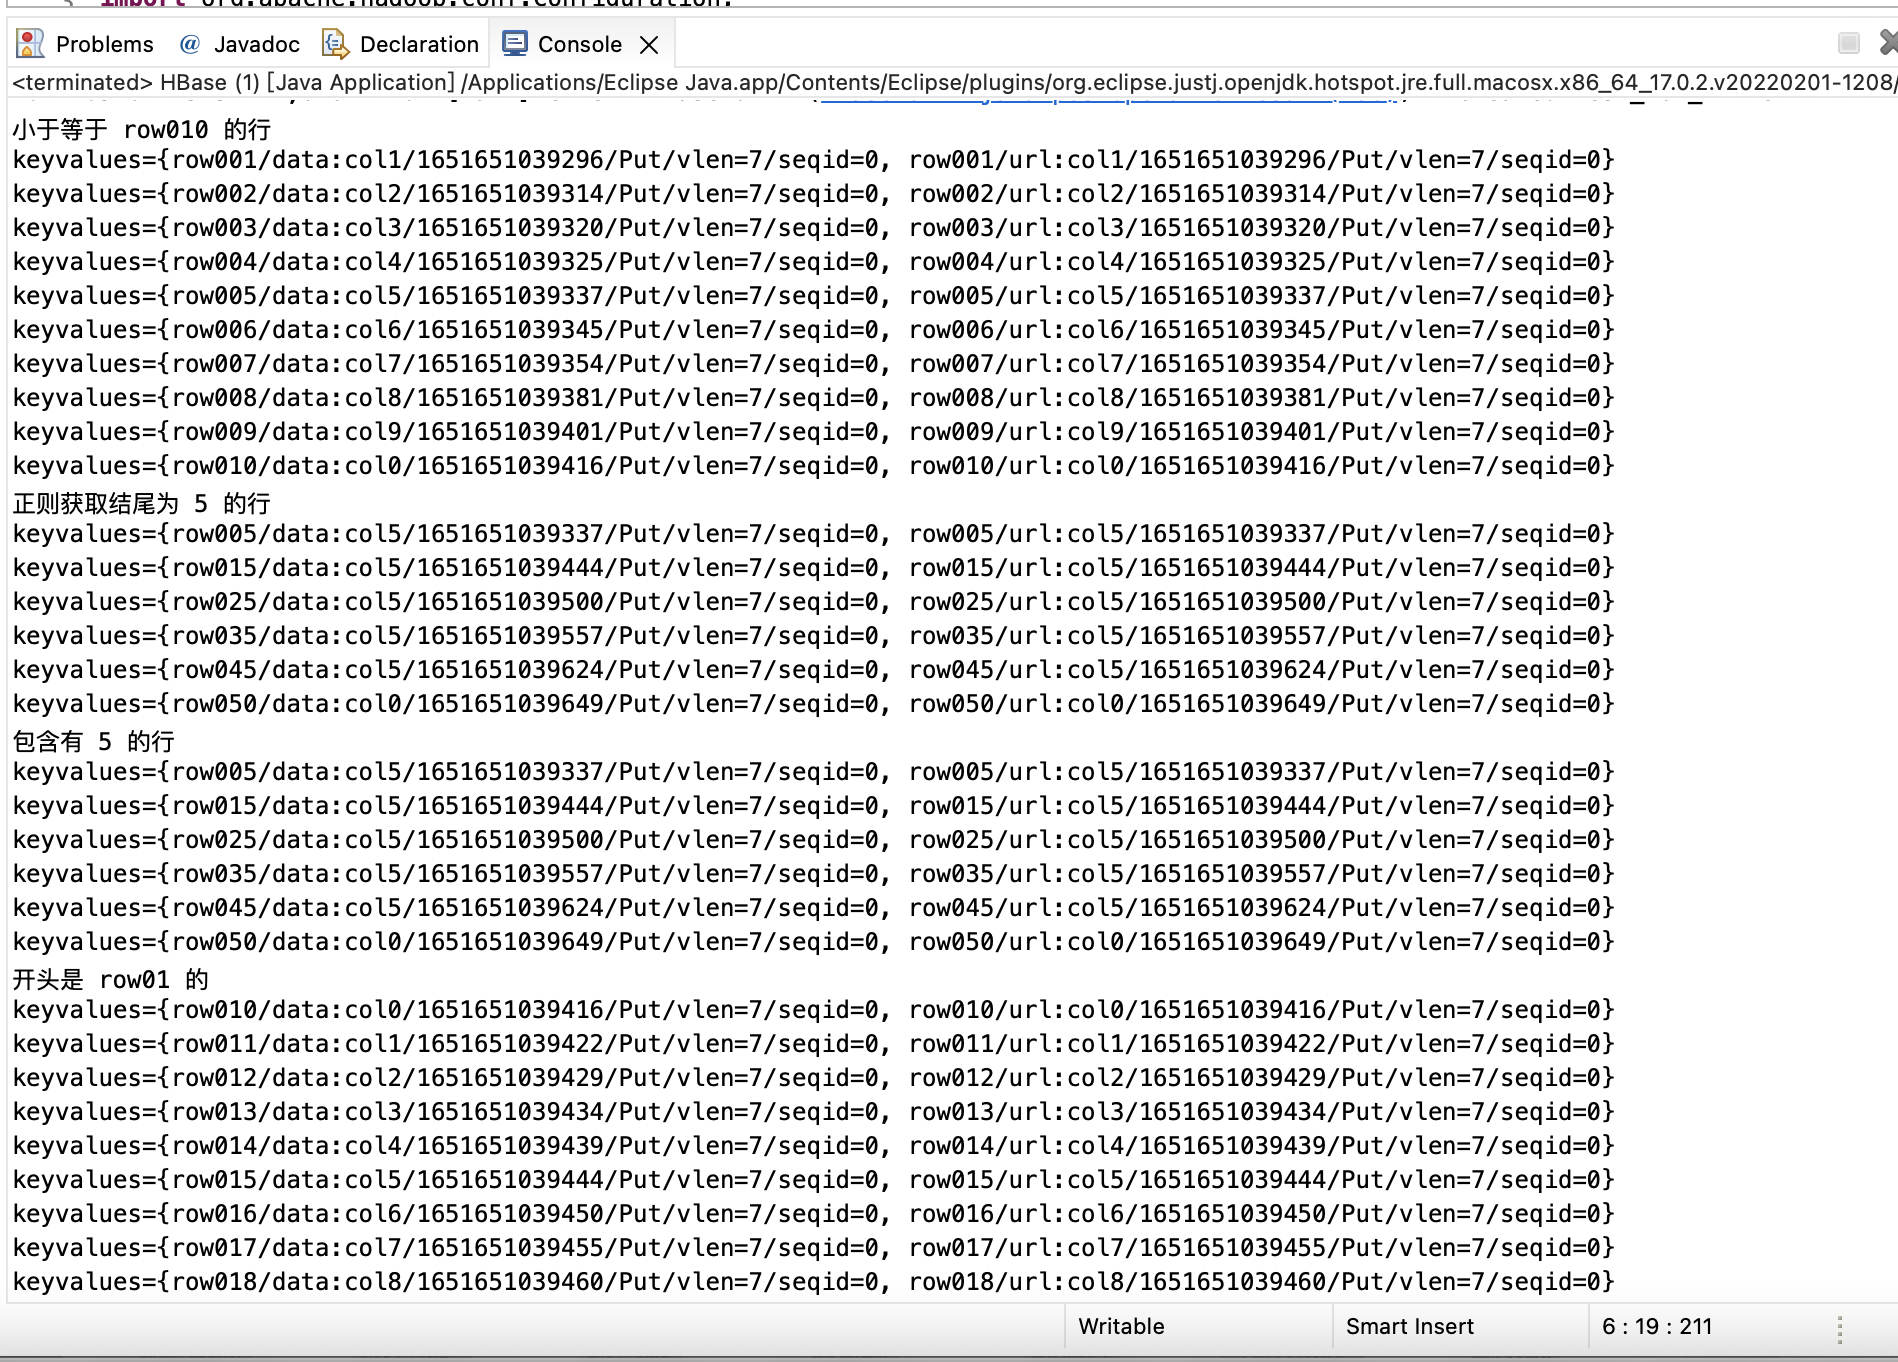 import org.apache.hadoop.conf.Configuration;
Problems @ Javadoc Declaration Console
<terminated> HBase (1) [Java Application] /Applications/Eclipse Java.app/Contents/Eclipse/plugins/org.eclipse.justj.openjdk.hotspot.jre.full.macosx.x86_64_17.0.2.v20220201-1208/
小于等于 row010 的行
keyvalues={row001/data:col1/1651651039296/Put/vlen=7/seqid=0, row001/url:col1/1651651039296/Put/vlen=7/seqid=0}
keyvalues={row002/data:col2/1651651039314/Put/vlen=7/seqid=0, row002/url:col2/1651651039314/Put/vlen=7/seqid=0}
keyvalues={row003/data:col3/1651651039320/Put/vlen=7/seqid=0, row003/url:col3/1651651039320/Put/vlen=7/seqid=0}
keyvalues={row004/data:col4/1651651039325/Put/vlen=7/seqid=0, row004/url:col4/1651651039325/Put/vlen=7/seqid=0}
keyvalues={row005/data:col5/1651651039337/Put/vlen=7/seqid=0, row005/url:col5/1651651039337/Put/vlen=7/seqid=0}
keyvalues={row006/data:col6/1651651039345/Put/vlen=7/seqid=0, row006/url:col6/1651651039345/Put/vlen=7/seqid=0}
keyvalues={row007/data:col7/1651651039354/Put/vlen=7/seqid=0, row007/url:col7/1651651039354/Put/vlen=7/seqid=0}
keyvalues={row008/data:col8/1651651039381/Put/vlen=7/seqid=0, row008/url:col8/1651651039381/Put/vlen=7/seqid=0}
keyvalues={row009/data:col9/1651651039401/Put/vlen=7/seqid=0, row009/url:col9/1651651039401/Put/vlen=7/seqid=0}
keyvalues={row010/data:col0/1651651039416/Put/vlen=7/seqid=0, row010/url:col0/1651651039416/Put/vlen=7/seqid=0}
正则获取结尾为 5 的行
keyvalues={row005/data:col5/1651651039337/Put/vlen=7/seqid=0, row005/url:col5/1651651039337/Put/vlen=7/seqid=0}
keyvalues={row015/data:col5/1651651039444/Put/vlen=7/seqid=0, row015/url:col5/1651651039444/Put/vlen=7/seqid=0}
keyvalues={row025/data:col5/1651651039500/Put/vlen=7/seqid=0, row025/url:col5/1651651039500/Put/vlen=7/seqid=0}
keyvalues={row035/data:col5/1651651039557/Put/vlen=7/seqid=0, row035/url:col5/1651651039557/Put/vlen=7/seqid=0}
keyvalues={row045/data:col5/1651651039624/Put/vlen=7/seqid=0, row045/url:col5/1651651039624/Put/vlen=7/seqid=0}
keyvalues={row050/data:col0/1651651039649/Put/vlen=7/seqid=0, row050/url:col0/1651651039649/Put/vlen=7/seqid=0}
包含有 5 的行
keyvalues={row005/data:col5/1651651039337/Put/vlen=7/seqid=0, row005/url:col5/1651651039337/Put/vlen=7/seqid=0}
keyvalues={row015/data:col5/1651651039444/Put/vlen=7/seqid=0, row015/url:col5/1651651039444/Put/vlen=7/seqid=0}
keyvalues={row025/data:col5/1651651039500/Put/vlen=7/seqid=0, row025/url:col5/1651651039500/Put/vlen=7/seqid=0}
keyvalues={row035/data:col5/1651651039557/Put/vlen=7/seqid=0, row035/url:col5/1651651039557/Put/vlen=7/seqid=0}
keyvalues={row045/data:col5/1651651039624/Put/vlen=7/seqid=0, row045/url:col5/1651651039624/Put/vlen=7/seqid=0}
keyvalues={row050/data:col0/1651651039649/Put/vlen=7/seqid=0, row050/url:col0/1651651039649/Put/vlen=7/seqid=0}
开头是 row01 的
keyvalues={row010/data:col0/1651651039416/Put/vlen=7/seqid=0, row010/url:col0/1651651039416/Put/vlen=7/seqid=0}
keyvalues={row011/data:col1/1651651039422/Put/vlen=7/seqid=0, row011/url:col1/1651651039422/Put/vlen=7/seqid=0}
keyvalues={row012/data:col2/1651651039429/Put/vlen=7/seqid=0, row012/url:col2/1651651039429/Put/vlen=7/seqid=0}
keyvalues={row013/data:col3/1651651039434/Put/vlen=7/seqid=0, row013/url:col3/1651651039434/Put/vlen=7/seqid=0}
keyvalues={row014/data:col4/1651651039439/Put/vlen=7/seqid=0, row014/url:col4/1651651039439/Put/vlen=7/seqid=0}
keyvalues={row015/data:col5/1651651039444/Put/vlen=7/seqid=0, row015/url:col5/1651651039444/Put/vlen=7/seqid=0}
keyvalues={row016/data:col6/1651651039450/Put/vlen=7/seqid=0, row016/url:col6/1651651039450/Put/vlen=7/seqid=0}
keyvalues={row017/data:col7/1651651039455/Put/vlen=7/seqid=0, row017/url:col7/1651651039455/Put/vlen=7/seqid=0}
keyvalues={row018/data:col8/1651651039460/Put/vlen=7/seqid=0, row018/url:col8/1651651039460/Put/vlen=7/seqid=0}
Writable Smart Insert 6 : 19 : 211